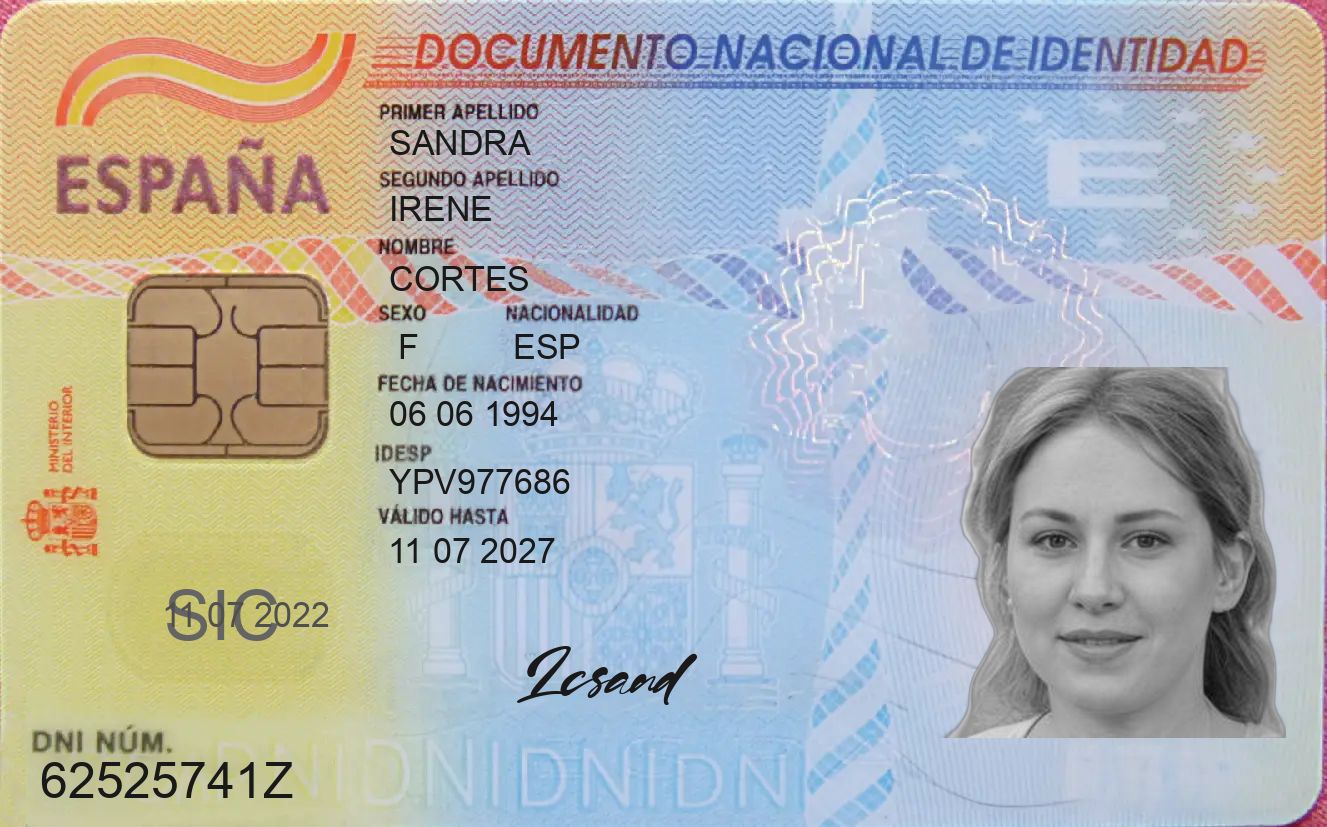 DOCUMENTO NACIONAL DE IDENTIDAD
ESPAÑA
PRIMER APELLIDO
SANDRA
SEGUNDO APELLIDO
IRENE
NOMBRE
CORTES
SEXO NACIONALIDAD
F ESP
FECHA DE NACIMIENTO
06 06 1994
IDESP
YPV977686
VÁLIDO HASTA
11 07 2027
MINISTERIO
DEL INTERIOR
E
SIC
11 07 2022
Icsand
DNI NÚM.
62525741Z
DNIDNIDNIDNIDNI